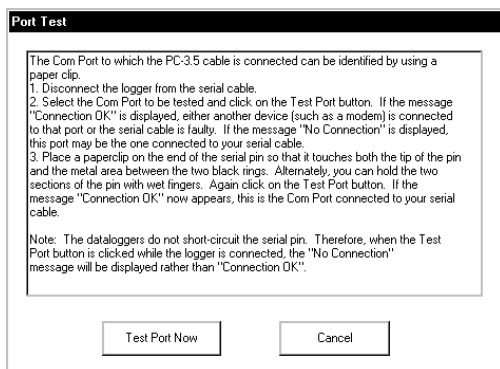 Port Test
The Com Port to which the PC-3.5 cable is connected can be identified by using a
paper clip.
1. Disconnect the logger from the serial cable.
2. Select the Com Port to be tested and click on the Test Port button.  If the message
"Connection OK" is displayed, either another device (such as a modem) is connected
to that port or the serial cable is faulty.  If the message "No Connection" is displayed,
this port may be the one connected to your serial cable.
3. Place a paperclip on the end of the serial pin so that it touches both the tip of the pin
and the metal area between the two black rings.  Alternately, you can hold the two
sections of the pin with wet fingers.  Again click on the Test Port button.  If the
message "Connection OK" now appears, this is the Com Port connected to your serial
cable.
Note:  The dataloggers do not short-circuit the serial pin.  Therefore, when the Test
Port button is clicked while the logger is connected, the "No Connection"
message will be displayed rather than "Connection OK".
Test Port Now
Cancel